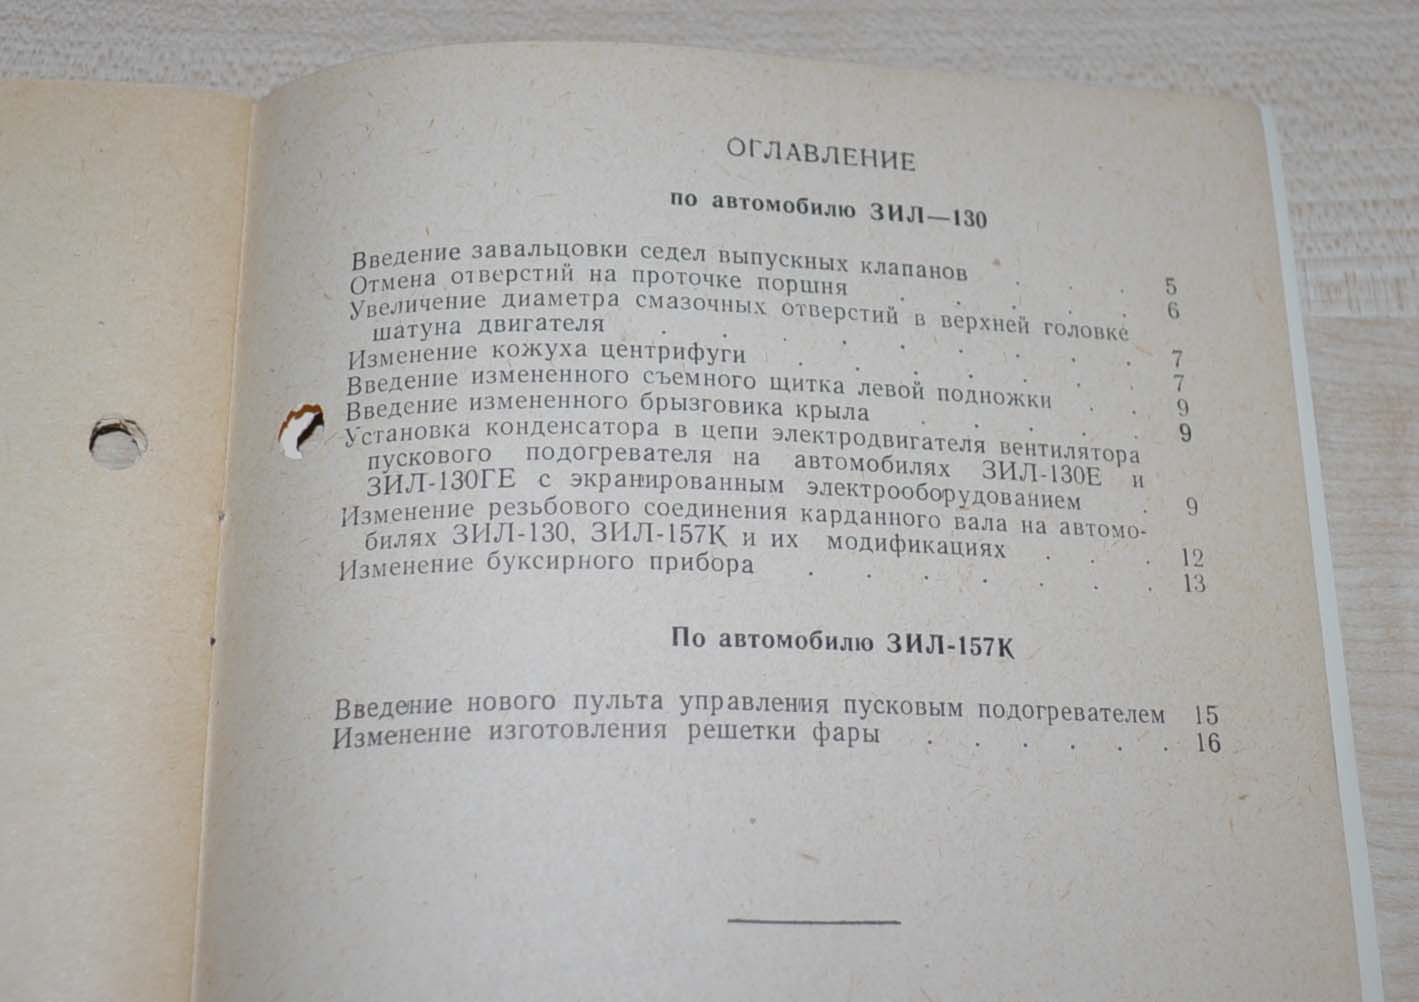 ОГЛАВЛЕНИЕ
по автомобилю ЗИЛ—130
Введение завальцовки седел выпускных клапанов . . . 5
Отмена отверстий на проточке поршня . . . . . 6
Увеличение диаметра смазочных отверстий в верхней головке
шатуна двигателя . . . . . . . . . 7
Изменение кожуха центрифуги . . . . . . . 7
Введение измененного съемного щитка левой подножки . . 9
Введение измененного брызговика крыла . . . . . 9
Установка конденсатора в цепи электродвигателя вентилятора
пускового подогревателя на автомобилях ЗИЛ-130Е и
ЗИЛ-130ГЕ с экранированным электрооборудованием . 9
Изменение резьбового соединения карданного вала на автомо-
билях ЗИЛ-130, ЗИЛ-157К и их модификациях . . . 12
Изменение буксирного прибора . . . . . . . 13
По автомобилю ЗИЛ-157К
Введение нового пульта управления пусковым подогревателем 15
Изменение изготовления решетки фары . . . . . 16